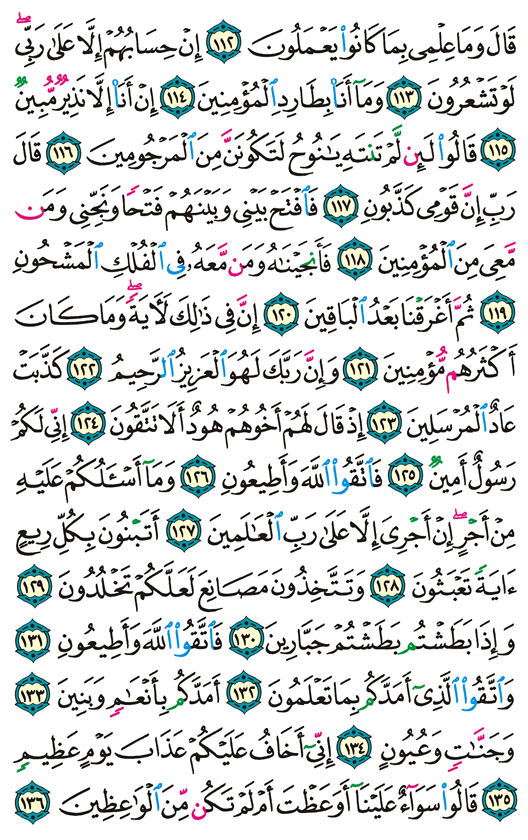 قَالَ وَمَا عِلْمِى بِمَا كَانُوا۟ يَعْمَلُونَ ﴿١١٢﴾ إِنْ حِسَابُهُمْ إِلَّا عَلَىٰ رَبِّىۖ
لَوْ تَشْعُرُونَ ﴿١١٣﴾ وَمَآ أَنَا۠ بِطَارِدِ ٱلْمُؤْمِنِينَ ﴿١١٤﴾ إِنْ أَنَا۠ إِلَّا نَذِيرٌ مُّبِينٌ
﴿١١٥﴾ قَالُوا۟ لَئِن لَّمْ تَنتَهِ يَـٰنُوحُ لَتَكُونَنَّ مِنَ ٱلْمَرْجُومِينَ ﴿١١٦﴾ قَالَ
رَبِّ إِنَّ قَوْمِى كَذَّبُونِ ﴿١١٧﴾ فَٱفْتَحْ بَيْنِى وَبَيْنَهُمْ فَتْحًا وَنَجِّنِى وَمَن
مَّعِىَ مِنَ ٱلْمُؤْمِنِينَ ﴿١١٨﴾ فَأَنجَيْنَـٰهُ وَمَن مَّعَهُۥ فِى ٱلْفُلْكِ ٱلْمَشْحُونِ
﴿١١٩﴾ ثُمَّ أَغْرَقْنَا بَعْدُ ٱلْبَاقِينَ ﴿١٢٠﴾ إِنَّ فِى ذَٰلِكَ لَـَٔايَةًۖ وَمَا كَانَ
أَكْثَرُهُم مُّؤْمِنِينَ ﴿١٢١﴾ وَإِنَّ رَبَّكَ لَهُوَ ٱلْعَزِيزُ ٱلرَّحِيمُ ﴿١٢٢﴾ كَذَّبَتْ
عَادٌ ٱلْمُرْسَلِينَ ﴿١٢٣﴾ إِذْ قَالَ لَهُمْ أَخُوهُمْ هُودٌ أَلَا تَتَّقُونَ ﴿١٢٤﴾ إِنِّى لَكُمْ
رَسُولٌ أَمِينٌ ﴿١٢٥﴾ فَٱتَّقُوا۟ ٱللَّهَ وَأَطِيعُونِ ﴿١٢٦﴾ وَمَآ أَسْـَٔلُكُمْ عَلَيْهِ
مِنْ أَجْرٍۖ إِنْ أَجْرِىَ إِلَّا عَلَىٰ رَبِّ ٱلْعَـٰلَمِينَ ﴿١٢٧﴾ أَتَبْنُونَ بِكُلِّ رِيعٍ
ءَايَةً تَعْبَثُونَ ﴿١٢٨﴾ وَتَتَّخِذُونَ مَصَانِعَ لَعَلَّكُمْ تَخْلُدُونَ ﴿١٢٩﴾
وَإِذَا بَطَشْتُم بَطَشْتُمْ جَبَّارِينَ ﴿١٣٠﴾ فَٱتَّقُوا۟ ٱللَّهَ وَأَطِيعُونِ ﴿١٣١﴾
وَٱتَّقُوا۟ ٱلَّذِىٓ أَمَدَّكُم بِمَا تَعْلَمُونَ ﴿١٣٢﴾ أَمَدَّكُم بِأَنْعَـٰمٍ وَبَنِينَ ﴿١٣٣﴾
وَجَنَّـٰتٍ وَعُيُونٍ ﴿١٣٤﴾ إِنِّىٓ أَخَافُ عَلَيْكُمْ عَذَابَ يَوْمٍ عَظِيمٍ
﴿١٣٥﴾ قَالُوا۟ سَوَآءٌ عَلَيْنَآ أَوَعَظْتَ أَمْ لَمْ تَكُن مِّنَ ٱلْوَٰعِظِينَ ﴿١٣٦﴾